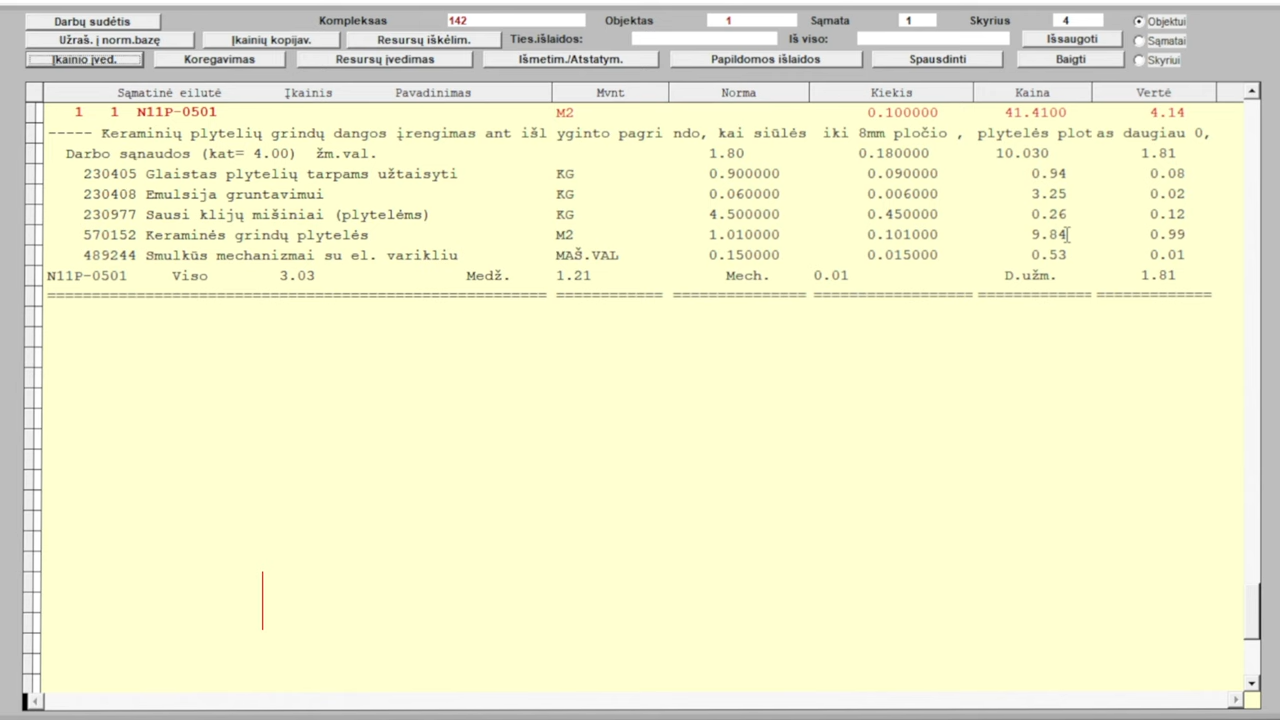 Darbų sudėtis Kompleksas 142 Objektas 1 Sąmata 1 Skyrius 4 Objektui
Užraš. į norm.bazę Įkainių kopijav. Resursų iškėlim. Ties.išlaidos: Iš viso: Išsaugoti Sąmatai
Įkainio įved. Koregavimas Resursų įvedimas Išmetim./Atstatym. Papildomos išlaidos Spausdinti Baigti Skyriui
Sąmatinė eilutė Įkainis Pavadinimas Mvnt Norma Kiekis Kaina Vertė
1 1 N11P-0501 M2 0.100000 41.4100 4.14
----- Keraminių plytelių grindų dangos įrengimas ant išl yginto pagri ndo, kai siūlės iki 8mm pločio , plytelės plot as daugiau 0,
Darbo sąnaudos (kat= 4.00) žm.val. 1.80 0.180000 10.030 1.81
230405 Glaistas plytelių tarpams užtaisyti KG 0.900000 0.090000 0.94 0.08
230408 Emulsija gruntavimui KG 0.060000 0.006000 3.25 0.02
230977 Sausi klijų mišiniai (plytelėms) KG 4.500000 0.450000 0.26 0.12
570152 Keraminės grindų plytelės M2 1.010000 0.101000 9.84 0.99
489244 Smulkūs mechanizmai su el. varikliu MAŠ.VAL 0.150000 0.015000 0.53 0.01
N11P-0501 Viso 3.03 Medž. 1.21 Mech. 0.01 D.užm. 1.81